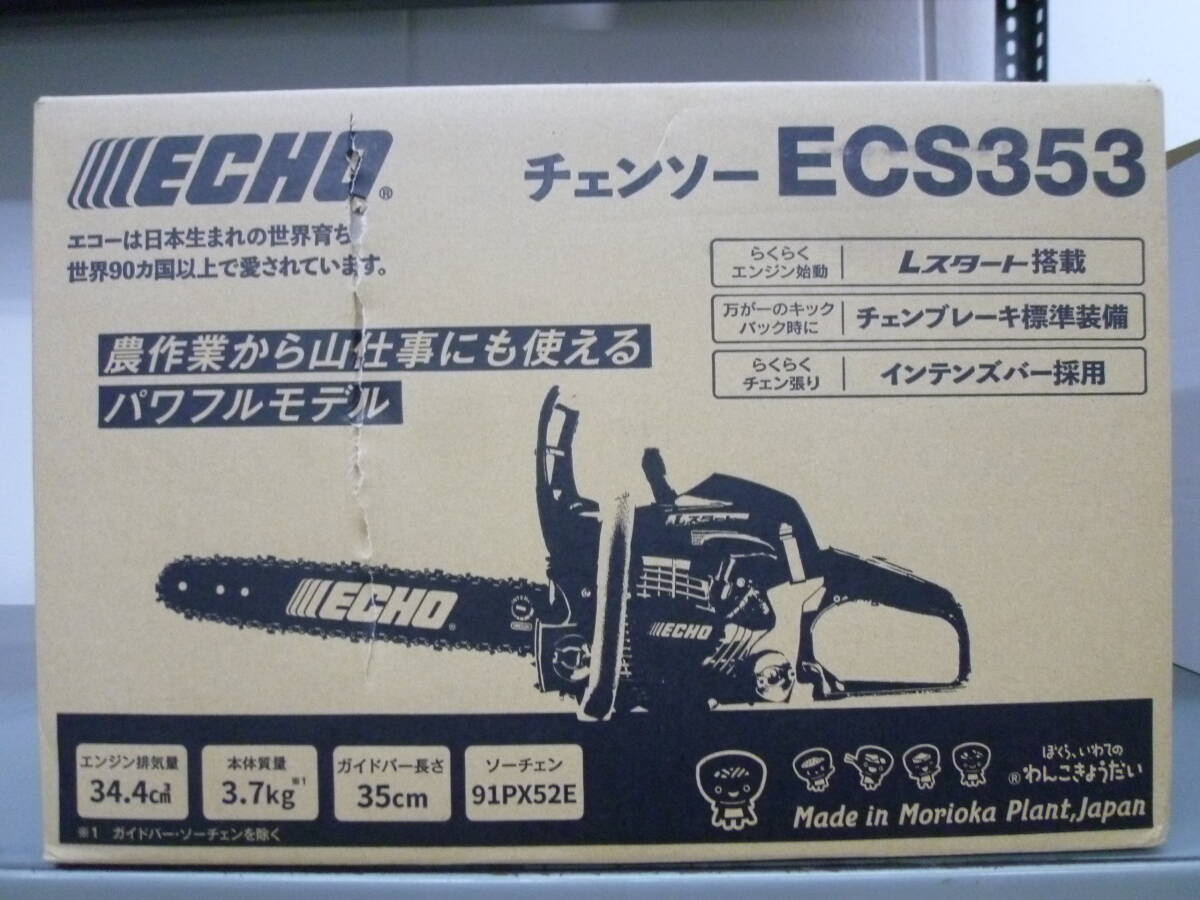 ECHO®
チェンソー ECS353
エコーは日本生まれの世界育ち
世界90カ国以上で愛されています。
らくらく
エンジン始動
Lスタート搭載
万が一のキック
バック時に
チェンブレーキ標準装備
らくらく
チェン張り
インテンズバー採用
農作業から山仕事にも使える
パワフルモデル
ECHO®
ECHO
エンジン排気量
34.4cm³
本体質量
3.7kg※1
ガイドバー長さ
35cm
ソーチェン
91PX52E
※1 ガイドバー・ソーチェンを除く
ぼくら、いわての
®わんこきょうだい
Made in Morioka Plant,Japan